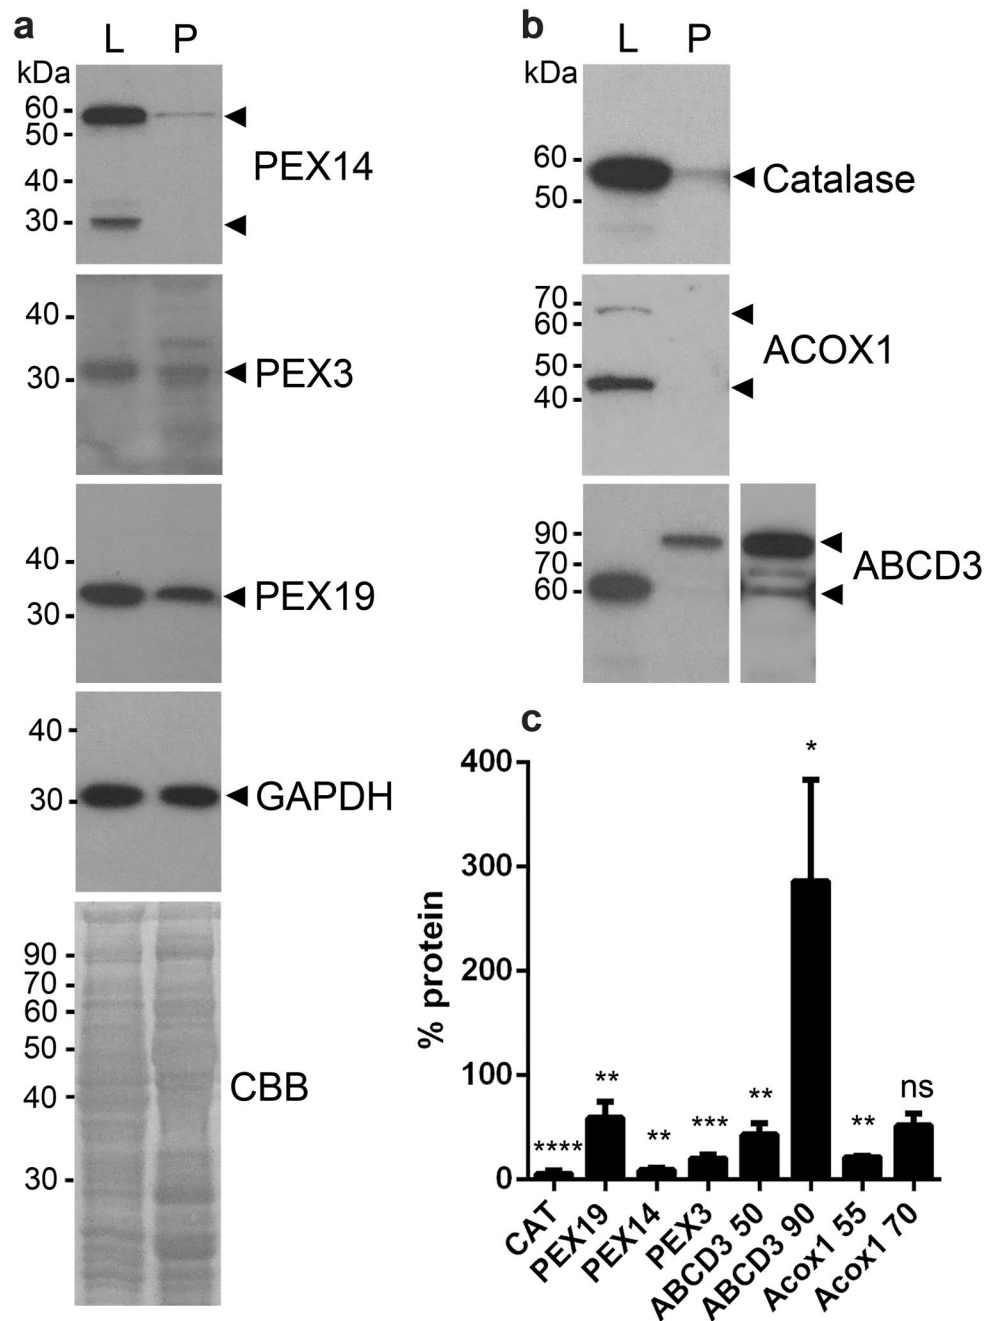 a
L P
kDa
60
50
40
30
PEX14
40
30
PEX3
40
30
PEX19
40
30
GAPDH
90
70
60
50
40
30
CBB
b
L P
kDa
60
50
Catalase
70
60
50
40
ACOX1
90
70
60
ABCD3
c
% protein
400
300
200
100
0
**** ** ** *** ** * ** ns
CAT PEX19 PEX14 PEX3 ABCD3 50 ABCD3 90 Acox1 55 Acox1 70